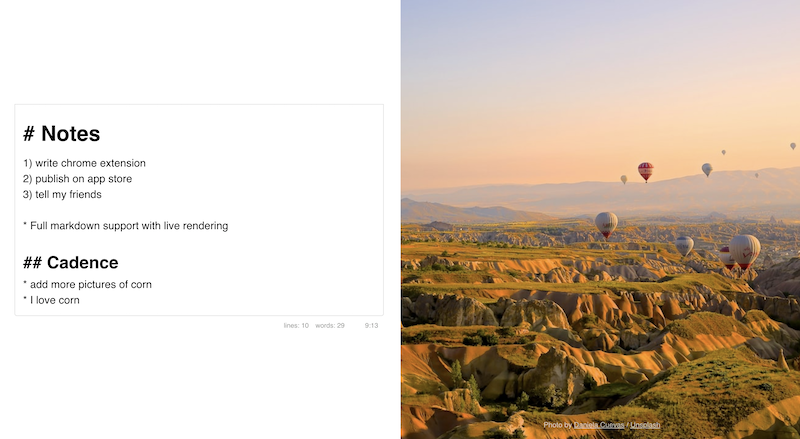 # Notes
1) write chrome extension
2) publish on app store
3) tell my friends
* Full markdown support with live rendering
## Cadence
* add more pictures of corn
* I love corn
lines: 10 words: 29 9:13
Photo by Daniela Cuevas / Unsplash